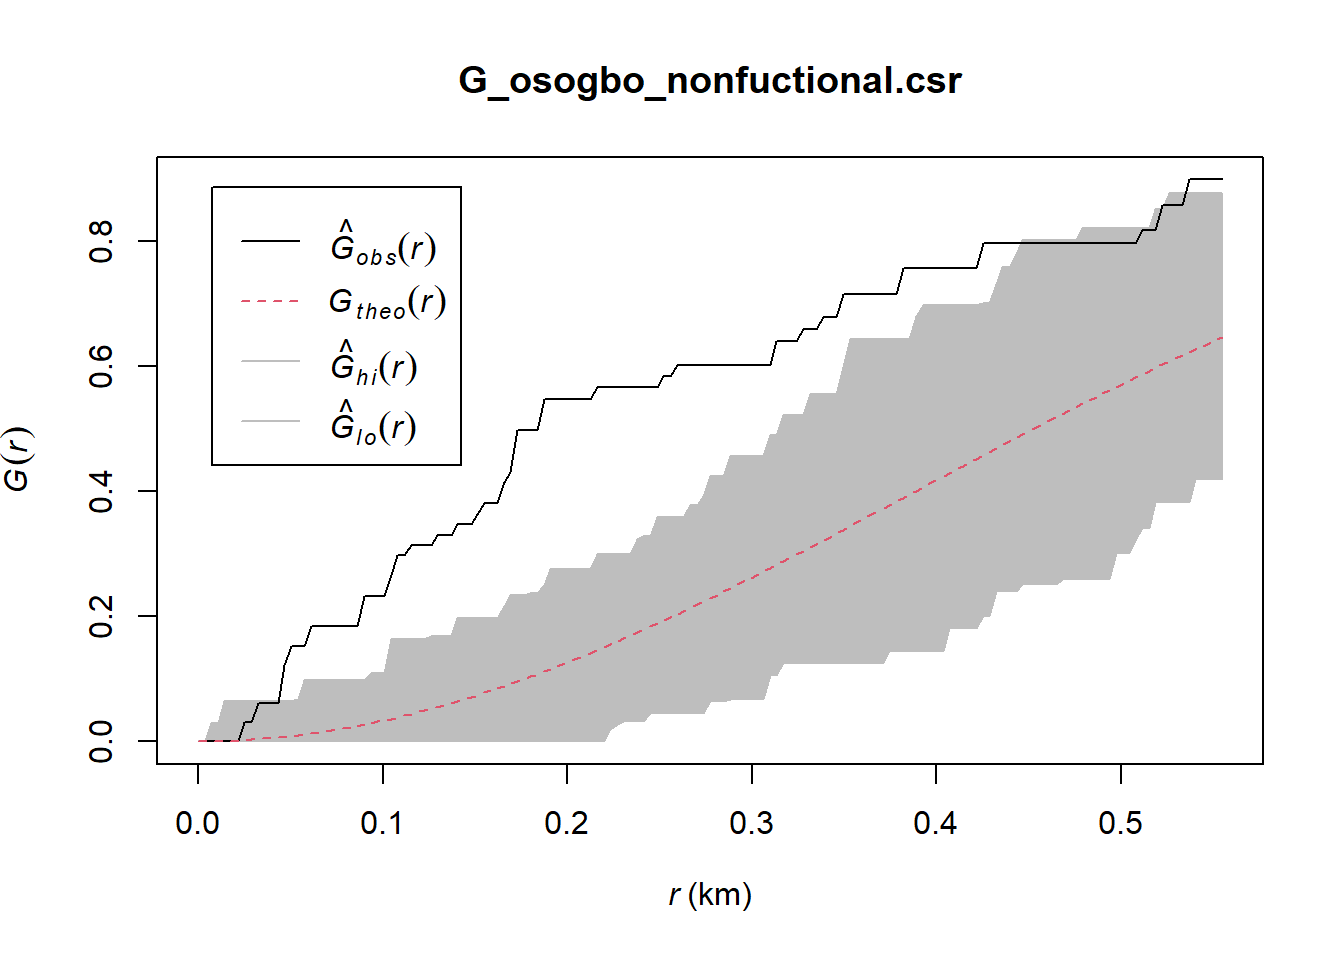 G_osogbo_nonfuctional.csr
Ĝobs(r)
Gtheo(r)
Ĝhi(r)
Ĝlo(r)
G(r)
0.8
0.6
0.4
0.2
0.0
0.0 0.1 0.2 0.3 0.4 0.5
r (km)